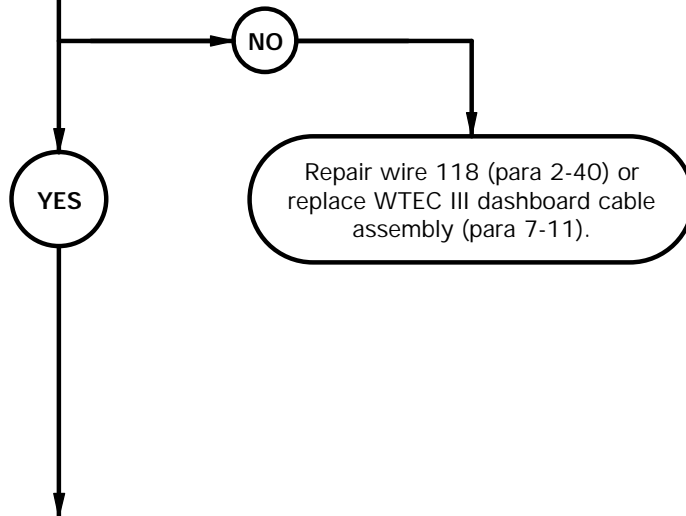 NO
YES
Repair wire 118 (para 2-40) or
replace WTEC III dashboard cable
assembly (para 7-11).